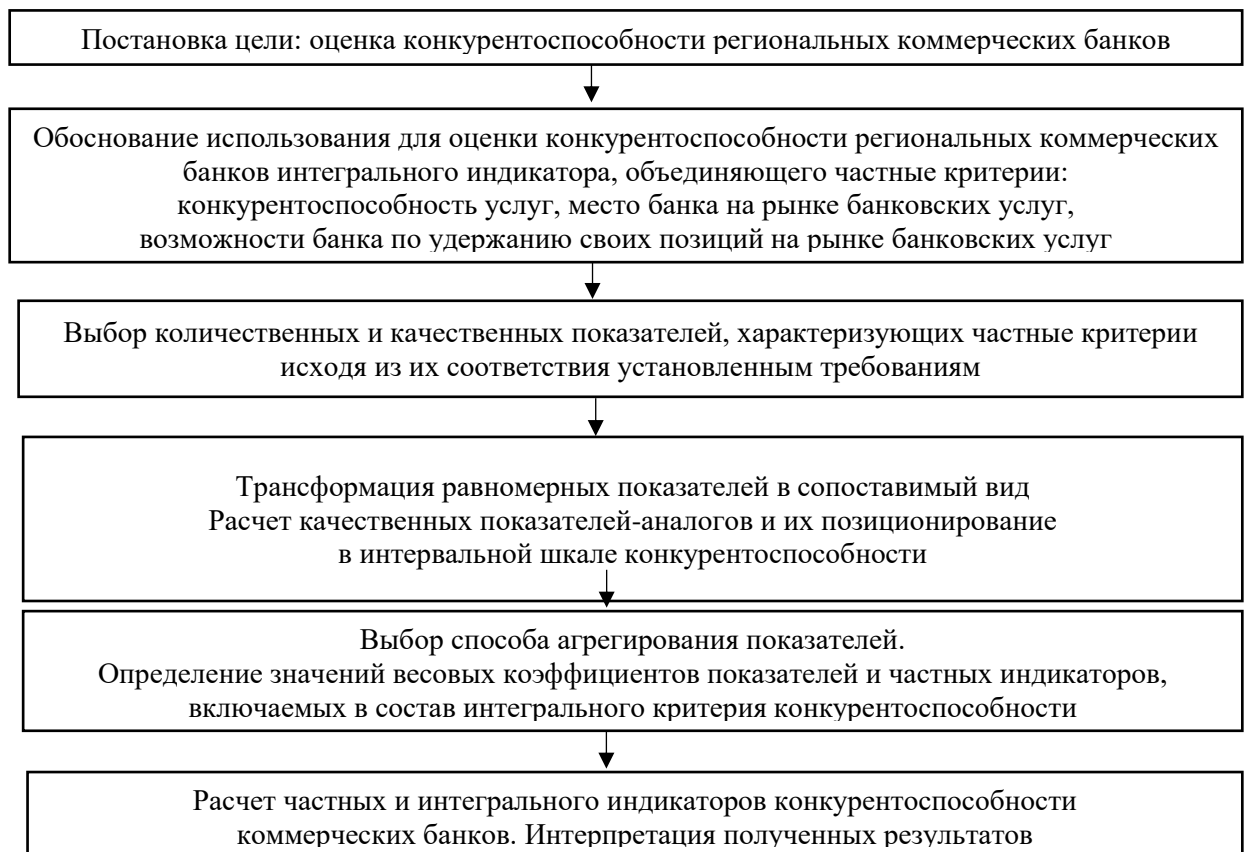 Постановка цели: оценка конкурентоспособности региональных коммерческих банков
Обоснование использования для оценки конкурентоспособности региональных коммерческих
банков интегрального индикатора, объединяющего частные критерии:
конкурентоспособность услуг, место банка на рынке банковских услуг,
возможности банка по удержанию своих позиций на рынке банковских услуг
Выбор количественных и качественных показателей, характеризующих частные критерии
исходя из их соответствия установленным требованиям
Трансформация равномерных показателей в сопоставимый вид
Расчет качественных показателей-аналогов и их позиционирование
в интервальной шкале конкурентоспособности
Выбор способа агрегирования показателей.
Определение значений весовых коэффициентов показателей и частных индикаторов,
включаемых в состав интегрального критерия конкурентоспособности
Расчет частных и интегрального индикаторов конкурентоспособности
коммерческих банков. Интерпретация полученных результатов